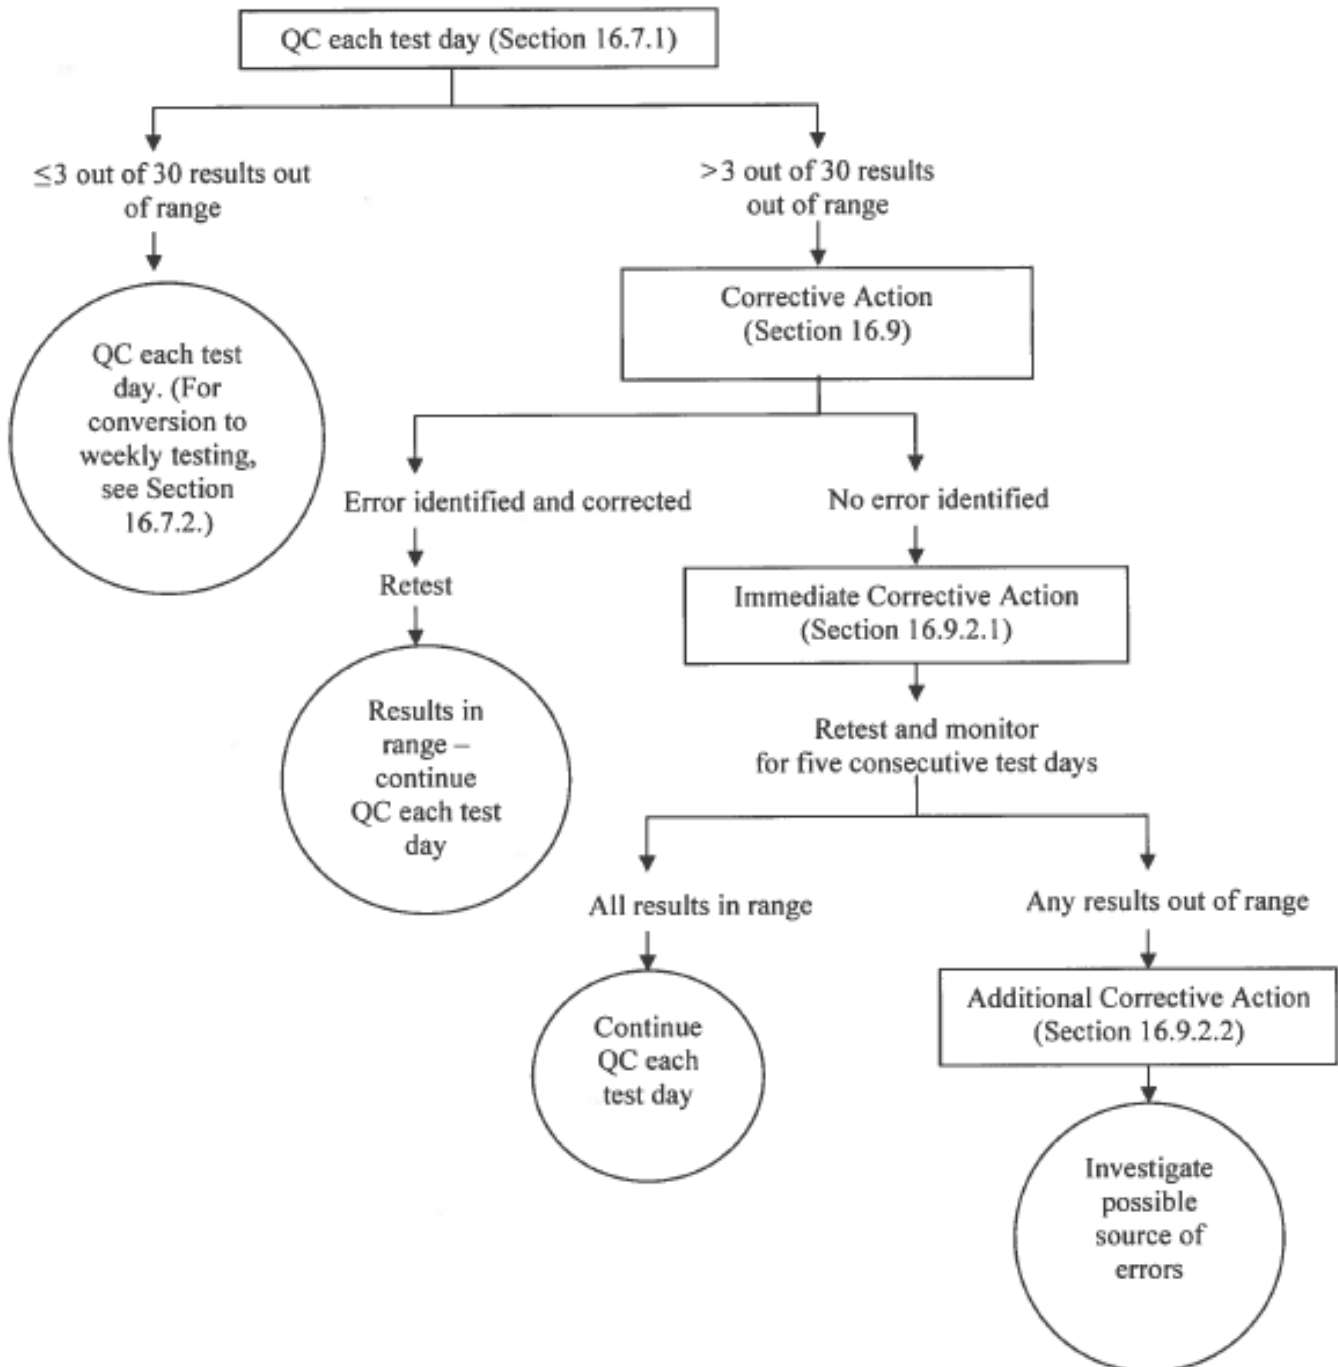 QC each test day (Section 16.7.1)
≤3 out of 30 results out
of range
>3 out of 30 results
out of range
Corrective Action
(Section 16.9)
QC each test
day. (For
conversion to
weekly testing,
see Section
16.7.2.)
Error identified and corrected
No error identified
Retest
Immediate Corrective Action
(Section 16.9.2.1)
Results in
range –
continue
QC each test
day
Retest and monitor
for five consecutive test days
All results in range
Any results out of range
Continue
QC each
test day
Additional Corrective Action
(Section 16.9.2.2)
Investigate
possible
source of
errors